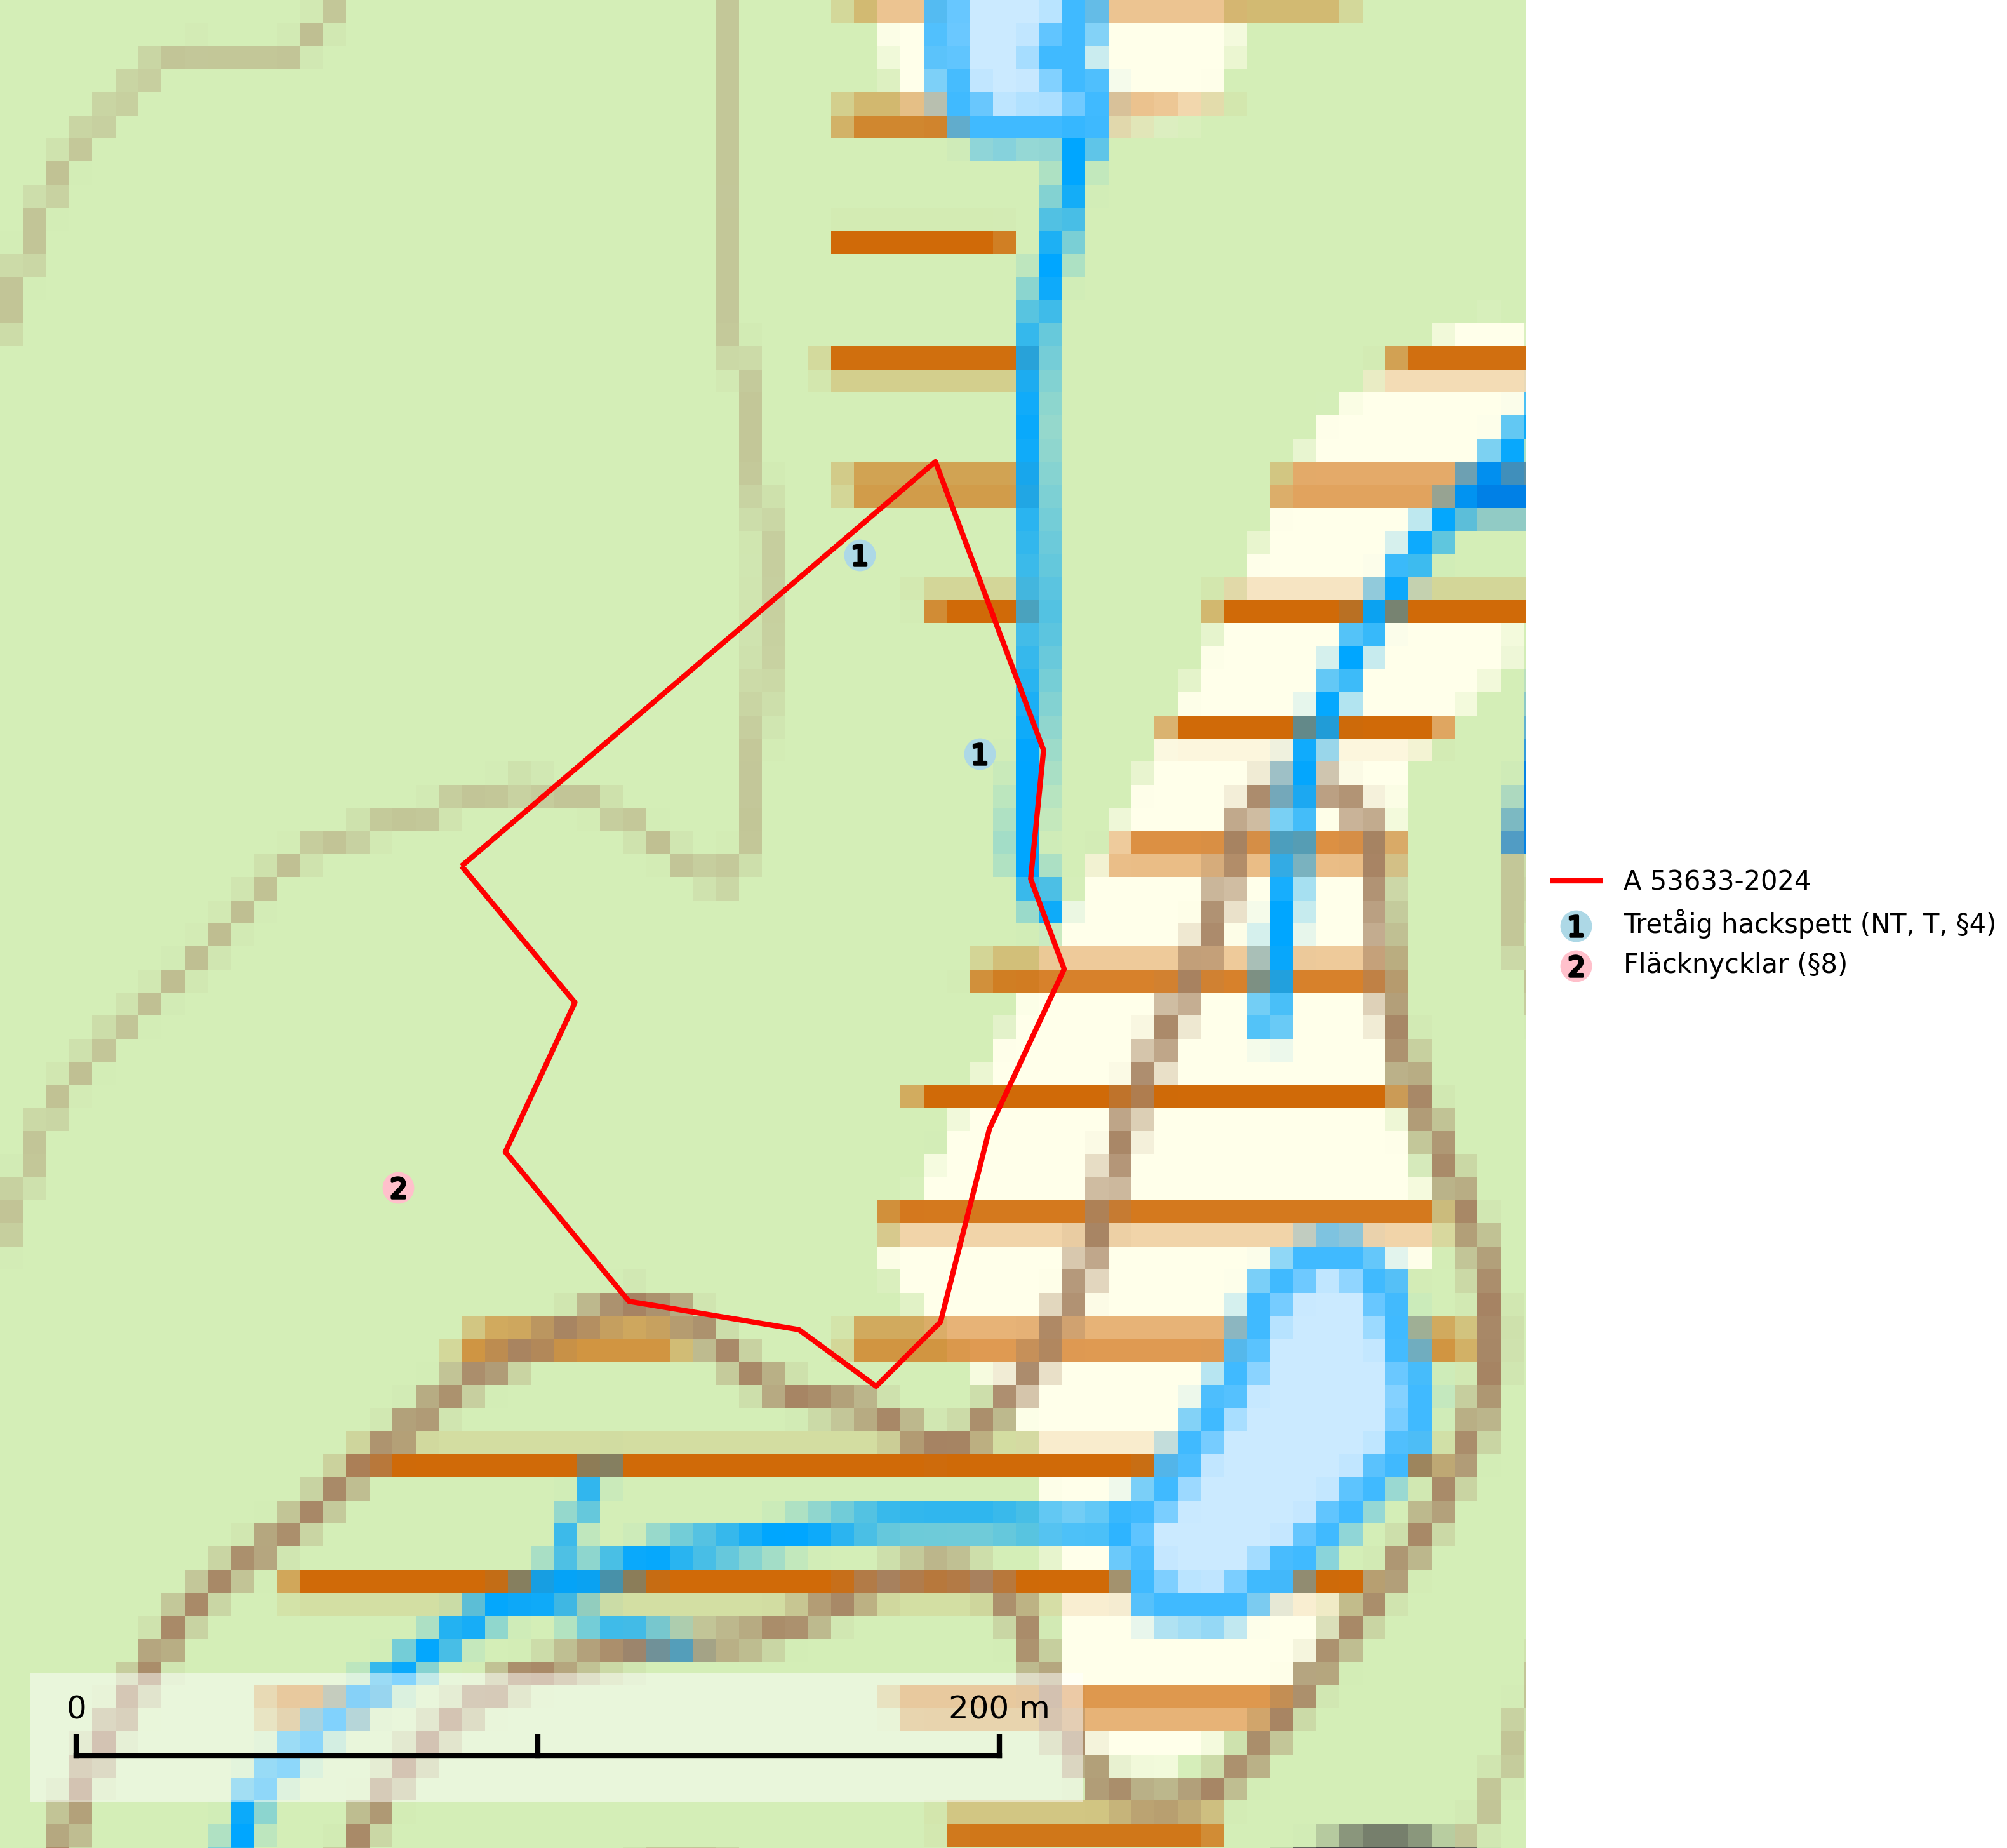 1
1
2
A 53633-2024
1 Tretåig hackspett (NT, T, §4)
2 Fläcknycklar (§8)
0 200 m